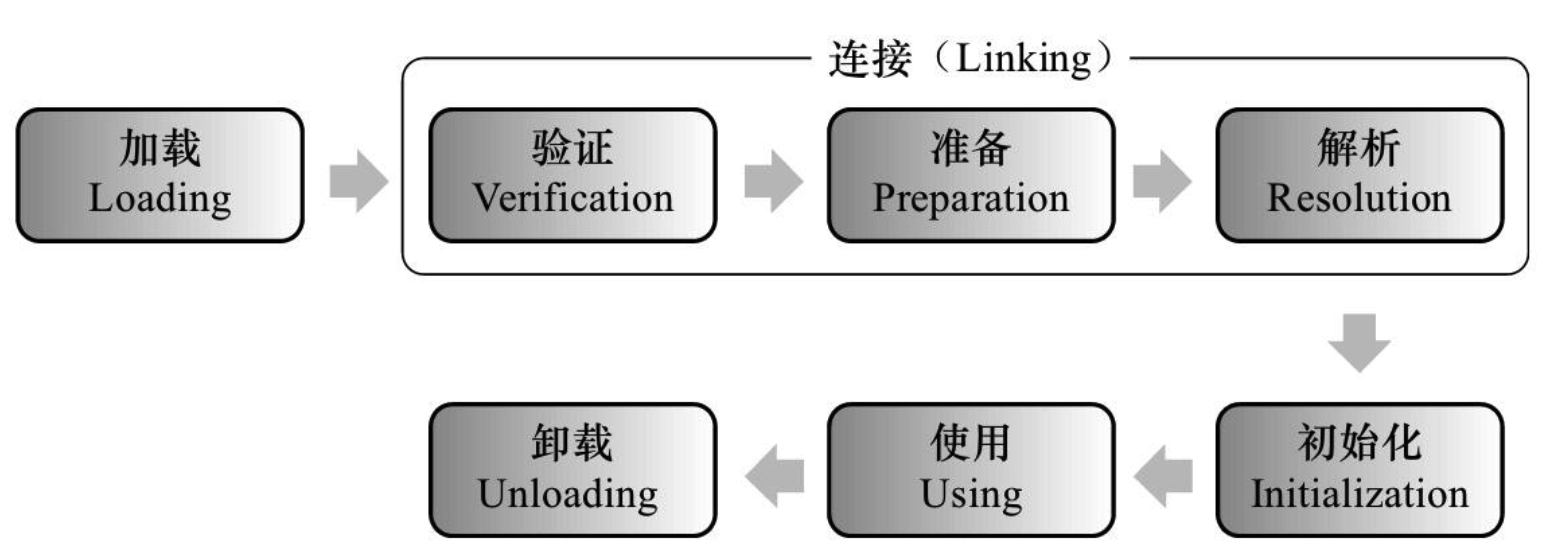 连接（Linking）
加载
Loading
验证
Verification
准备
Preparation
解析
Resolution
初始化
Initialization
使用
Using
卸载
Unloading